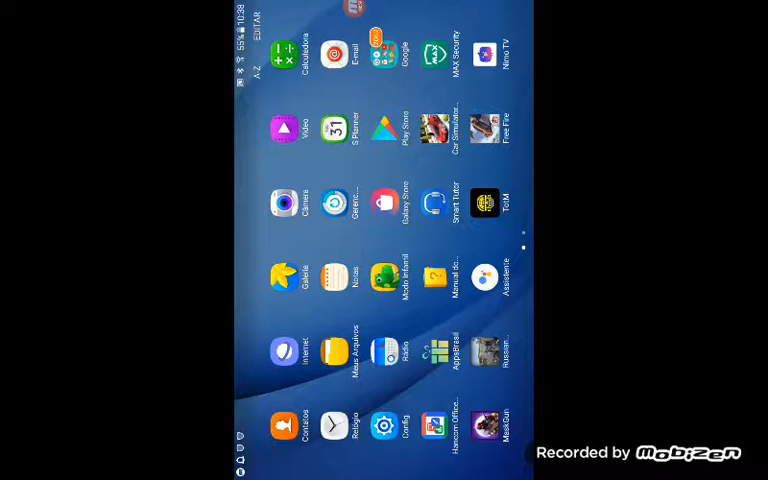 55% 10:38
A-Z EDITAR
Contatos
Internet
Galeria
Câmera
Vídeo
Calculadora
Relógio
Meus Arquivos
Notas
Gerenc...
S Planner
E-mail
Config.
Rádio
Modo Infantil
Galaxy Store
Play Store
Google
Hancom Office...
AppsBrasil
Manual do...
Smart Tutor
Car Simulator...
MAX Security
MaskGun
Russian...
Assistente
TotM
Free Fire
Nimo TV
31
Recorded by Mobizen